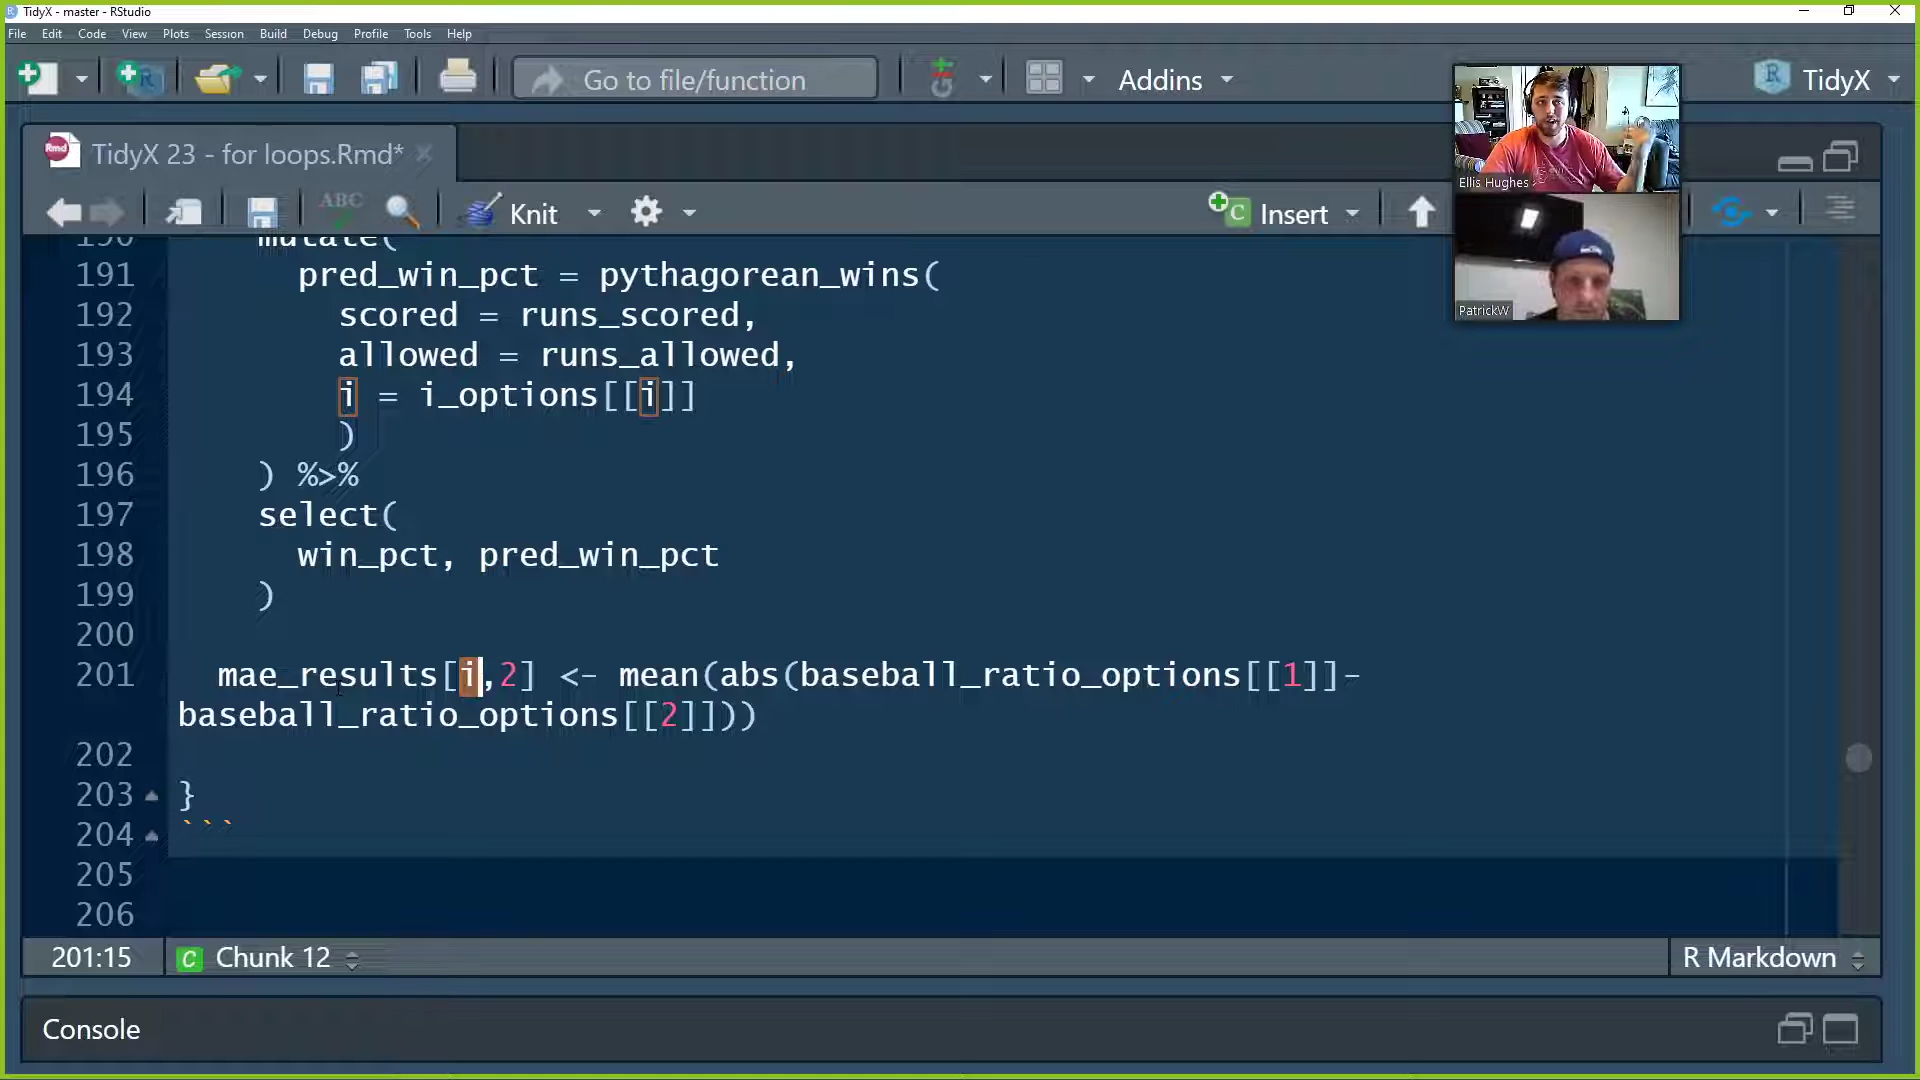 TidyX - master - RStudio
File Edit Code View Plots Session Build Debug Profile Tools Help
Go to file/function
Addins
TidyX
TidyX 23 - for loops.Rmd*
ABC
Knit
Insert
Ellis Hughes
PatrickW
190 mutate(
191 pred_win_pct = pythagorean_wins(
192 scored = runs_scored,
193 allowed = runs_allowed,
194 i = i_options[[i]]
195 )
196 ) %>%
197 select(
198 win_pct, pred_win_pct
199 )
200
201 mae_results[i,2] <- mean(abs(baseball_ratio_options[[1]]-
baseball_ratio_options[[2]]))
202
203 }
204 ```
205
206
201:15 C Chunk 12 R Markdown
Console